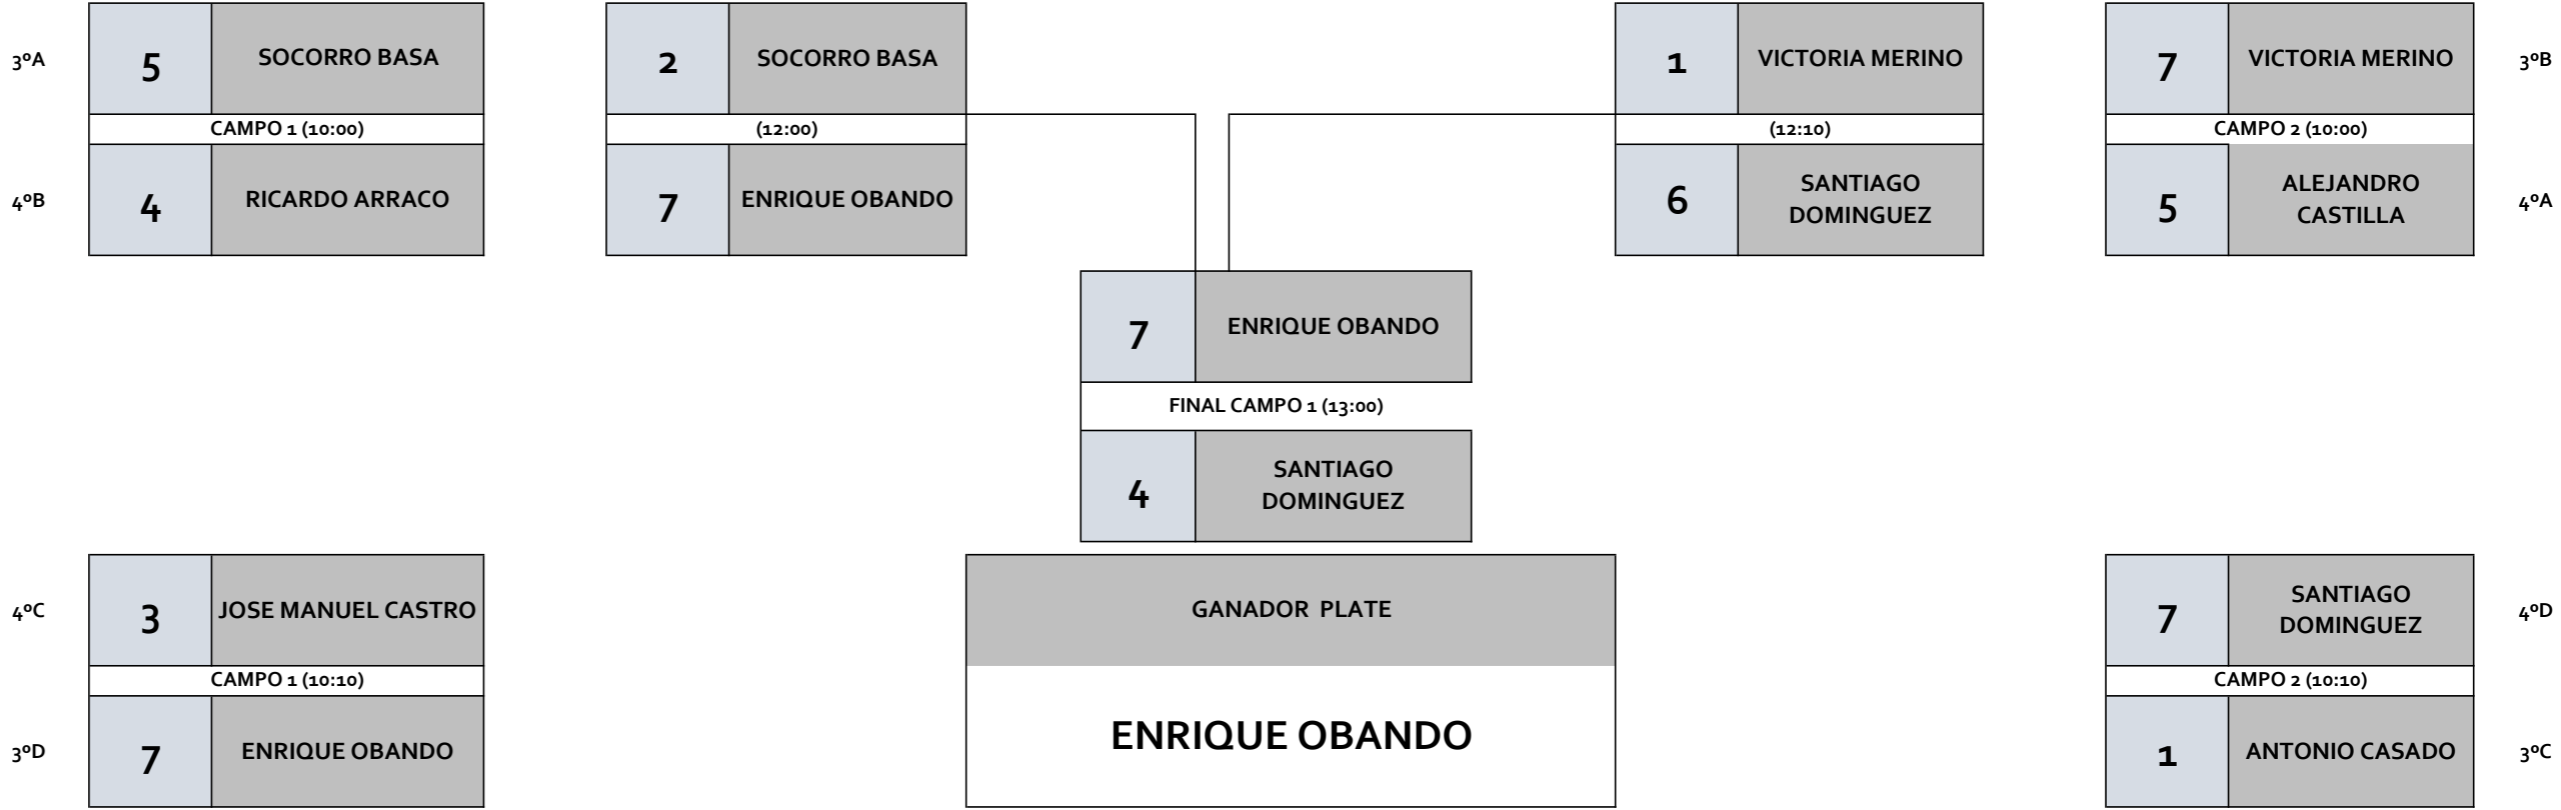 3ºA
5
SOCORRO BASA
CAMPO 1 (10:00)
4ºB
4
RICARDO ARRACO
2
SOCORRO BASA
(12:00)
7
ENRIQUE OBANDO
1
VICTORIA MERINO
(12:10)
6
SANTIAGO
DOMINGUEZ
7
VICTORIA MERINO
3ºB
CAMPO 2 (10:00)
5
ALEJANDRO
CASTILLA
4ºA
7
ENRIQUE OBANDO
FINAL CAMPO 1 (13:00)
4
SANTIAGO
DOMINGUEZ
4ºC
3
JOSE MANUEL CASTRO
CAMPO 1 (10:10)
3ºD
7
ENRIQUE OBANDO
GANADOR PLATE
ENRIQUE OBANDO
7
SANTIAGO
DOMINGUEZ
4ºD
CAMPO 2 (10:10)
1
ANTONIO CASADO
3ºC